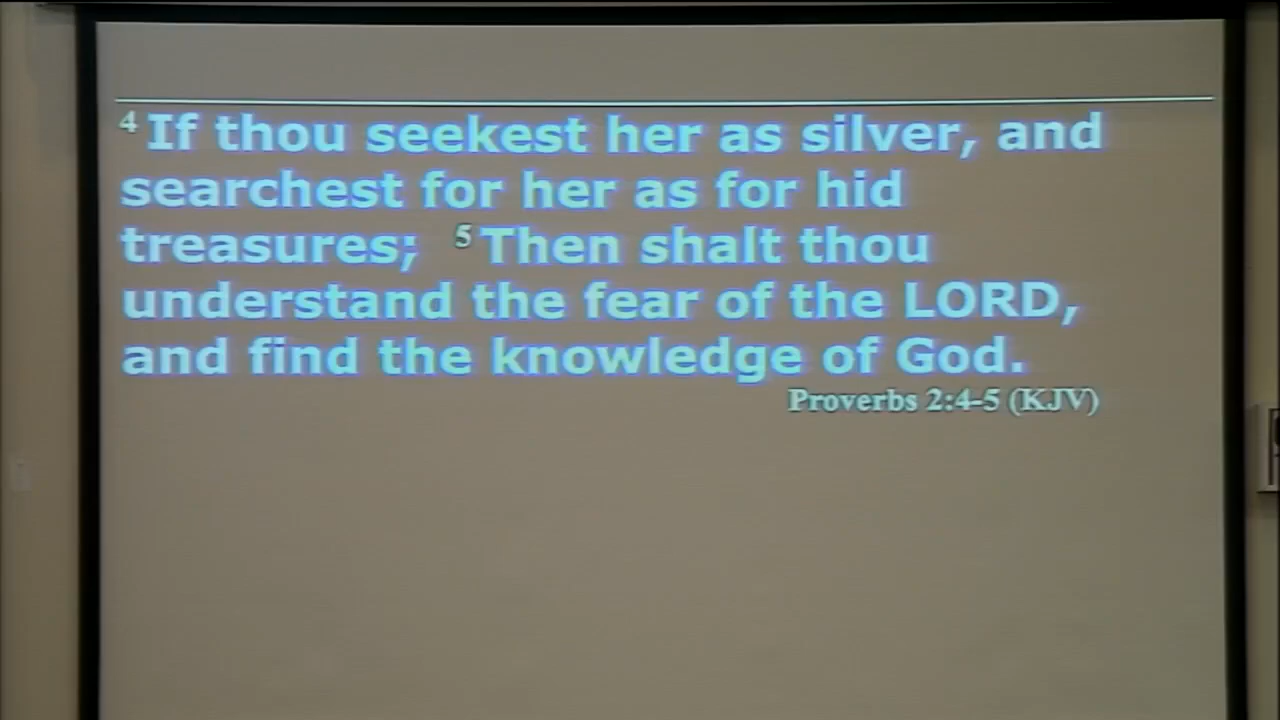 4 If thou seekest her as silver, and
searchest for her as for hid
treasures; 5 Then shalt thou
understand the fear of the LORD,
and find the knowledge of God.
Proverbs 2:4-5 (KJV)